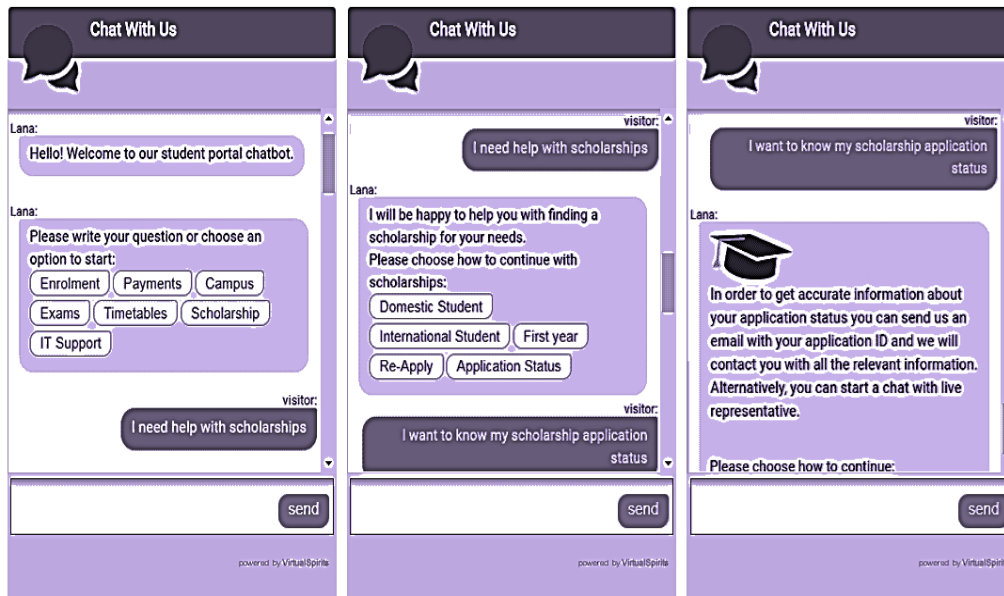 Chat With Us
Lana:
Hello! Welcome to our student portal chatbot.
Lana:
Please write your question or choose an
option to start:
Enrolment Payments Campus
Exams Timetables Scholarship
IT Support
visitor:
I need help with scholarships
send
powered by VirtualSpirits
Chat With Us
visitor:
I need help with scholarships
Lana:
I will be happy to help you with finding a
scholarship for your needs.
Please choose how to continue with
scholarships:
Domestic Student
International Student First year
Re-Apply Application Status
visitor:
I want to know my scholarship application
status
send
powered by VirtualSpirits
Chat With Us
visitor:
I want to know my scholarship application
status
Lana:
In order to get accurate information about
your application status you can send us an
email with your application ID and we will
contact you with all the relevant information.
Alternatively, you can start a chat with live
representative.
Please choose how to continue:
send
powered by VirtualSpirits